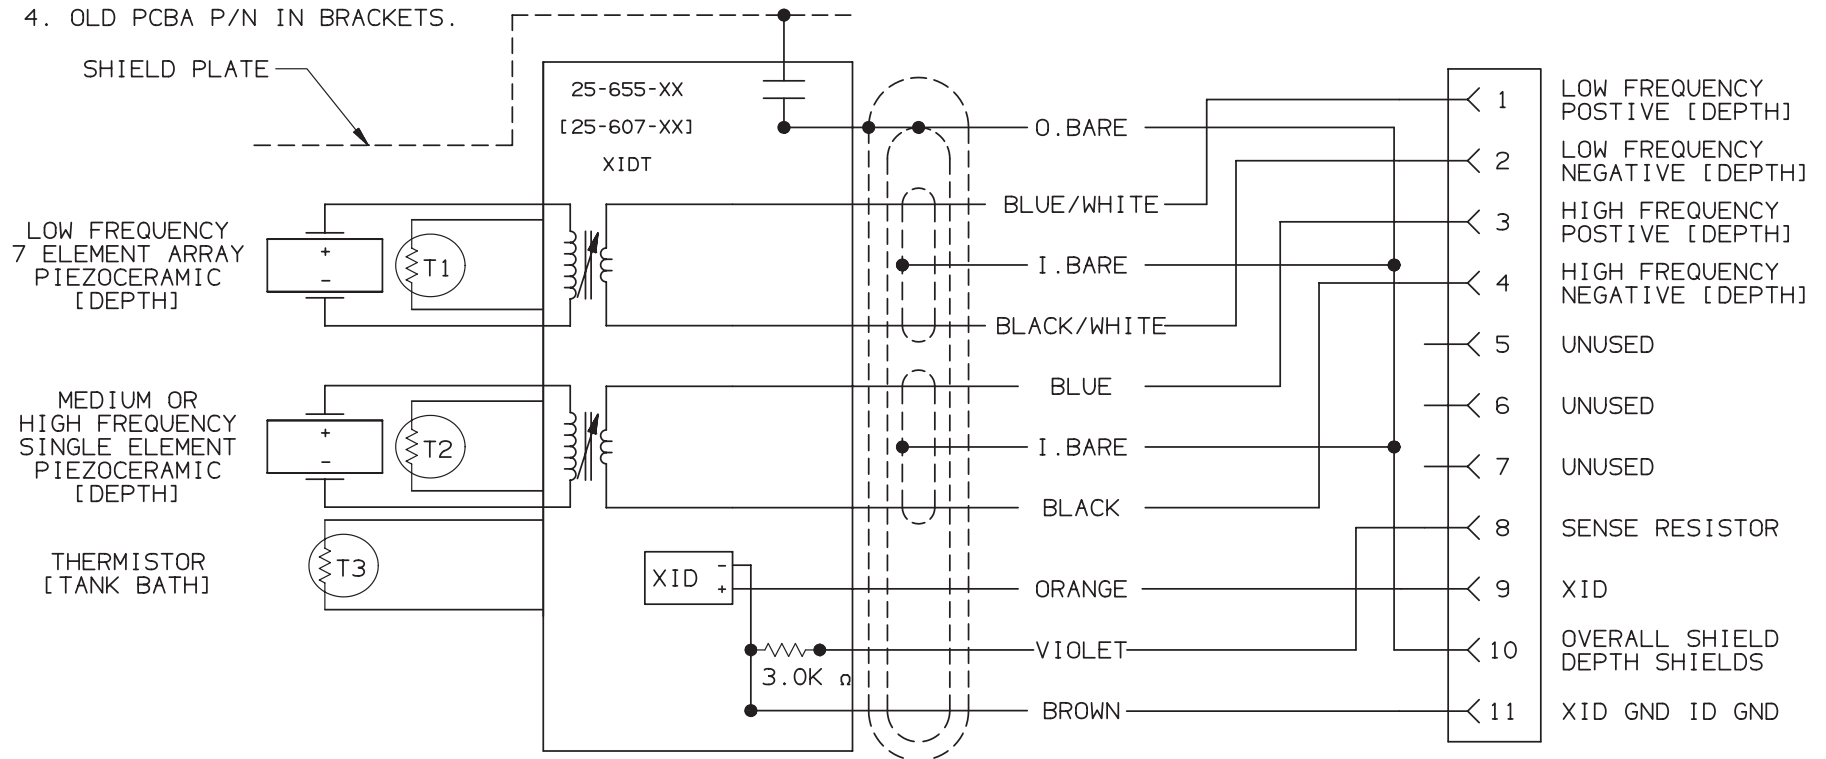 4. OLD PCBA P/N IN BRACKETS.
SHIELD PLATE
25-655-XX
[25-607-XX]
XIDT
LOW FREQUENCY
7 ELEMENT ARRAY
PIEZOCERAMIC
[DEPTH]
+
-
T1
MEDIUM OR
HIGH FREQUENCY
SINGLE ELEMENT
PIEZOCERAMIC
[DEPTH]
+
-
T2
THERMISTOR
[TANK BATH]
T3
XID
-
+
3.0K Ω
O.BARE
BLUE/WHITE
I.BARE
BLACK/WHITE
BLUE
I.BARE
BLACK
ORANGE
VIOLET
BROWN
1
LOW FREQUENCY
POSTIVE [DEPTH]
2
LOW FREQUENCY
NEGATIVE [DEPTH]
3
HIGH FREQUENCY
POSTIVE [DEPTH]
4
HIGH FREQUENCY
NEGATIVE [DEPTH]
5 UNUSED
6 UNUSED
7 UNUSED
8 SENSE RESISTOR
9 XID
10
OVERALL SHIELD
DEPTH SHIELDS
11 XID GND ID GND